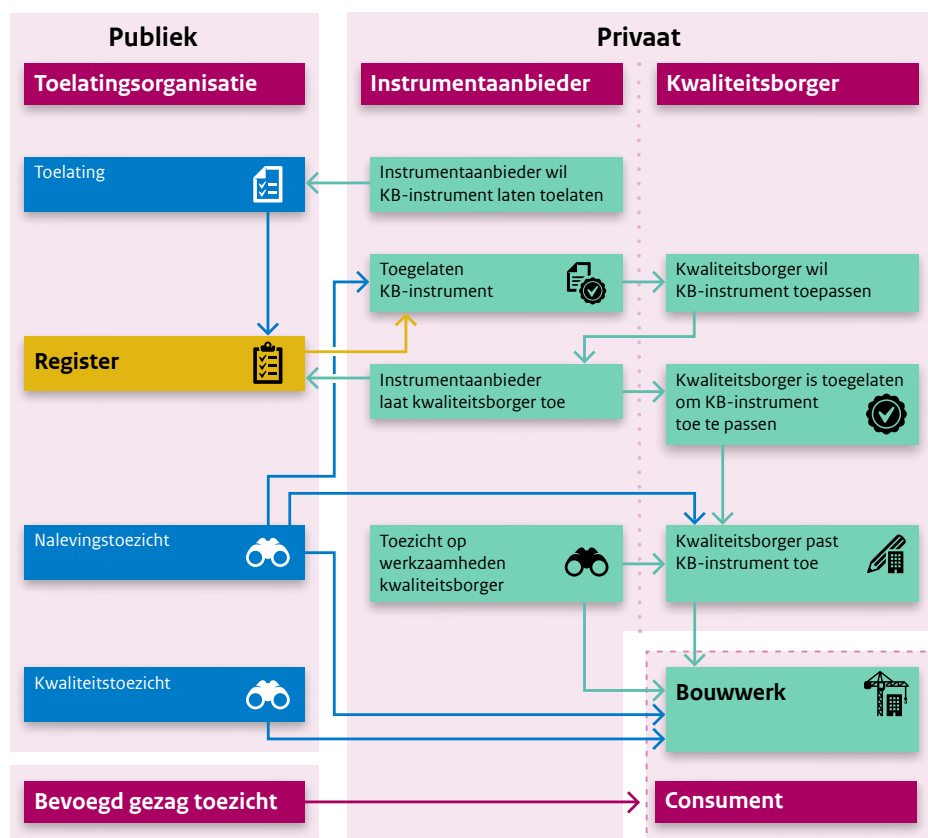 Publiek
Privaat
Toelatingsorganisatie
Instrumentaanbieder
Kwaliteitsborger
Toelating
Instrumentaanbieder wil
KB-instrument laten toelaten
Toegelaten
KB-instrument
Kwaliteitsborger wil
KB-instrument toepassen
Register
Instrumentaanbieder
laat kwaliteitsborger toe
Kwaliteitsborger is toegelaten
om KB-instrument
toe te passen
Nalevingstoezicht
Toezicht op
werkzaamheden
kwaliteitsborger
Kwaliteitsborger past
KB-instrument toe
Kwaliteitstoezicht
Bouwwerk
Bevoegd gezag toezicht
Consument